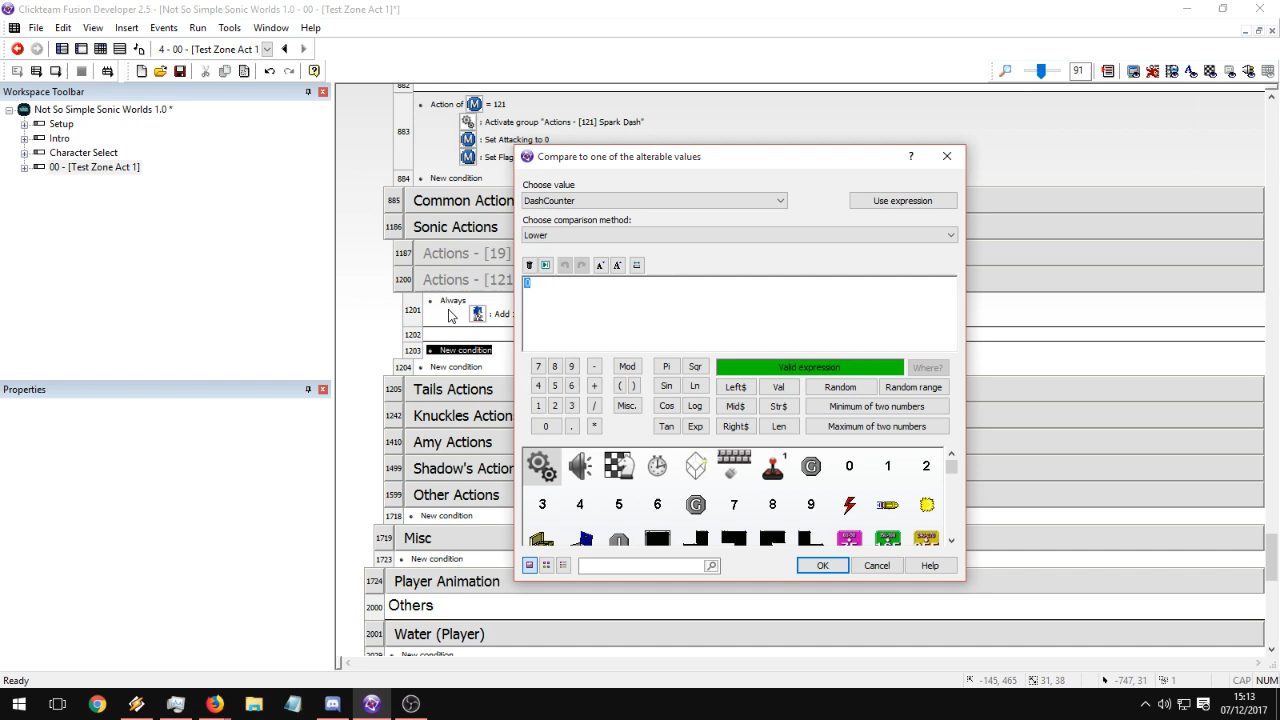 Clickteam Fusion Developer 2.5 - [Not So Simple Sonic Worlds 1.0 - 00 - [Test Zone Act 1]*]
File Edit View Insert Events Run Tools Window Help
4 - 00 - [Test Zone Act 1
91
Workspace Toolbar
Not So Simple Sonic Worlds 1.0 *
Setup
Intro
Character Select
00 - [Test Zone Act 1]
Properties
882
883
Action of M = 121
: Activate group "Actions - [121] Spark Dash"
M : Set Attacking to 0
M : Set Flag
884 New condition
885 Common Action
1186 Sonic Actions
1187 Actions - [19]
1200 Actions - [121
1201 Always
: Add
1202
1203 New condition
1204 New condition
1205 Tails Actions
1242 Knuckles Action
1410 Amy Actions
1499 Shadow's Action
1599 Other Actions
1718 New condition
1719 Misc
1723 New condition
1724 Player Animation
2000 Others
2001 Water (Player)
2029 New condition
Compare to one of the alterable values
?
Choose value
DashCounter
Use expression
Choose comparison method:
Lower
0
7 8 9 - Mod Pi Sqr Valid expression Where?
4 5 6 + ( ) Sin Ln Left$ Val Random Random range
1 2 3 / Misc. Cos Log Mid$ Str$ Minimum of two numbers
0 . * Tan Exp Right$ Len Maximum of two numbers
1 G 0 1 2
3 4 5 6 G 7 8 9
OK Cancel Help
Ready
-145, 465 31, 38 -747, 31 1 CAP NUM
15:13
07/12/2017